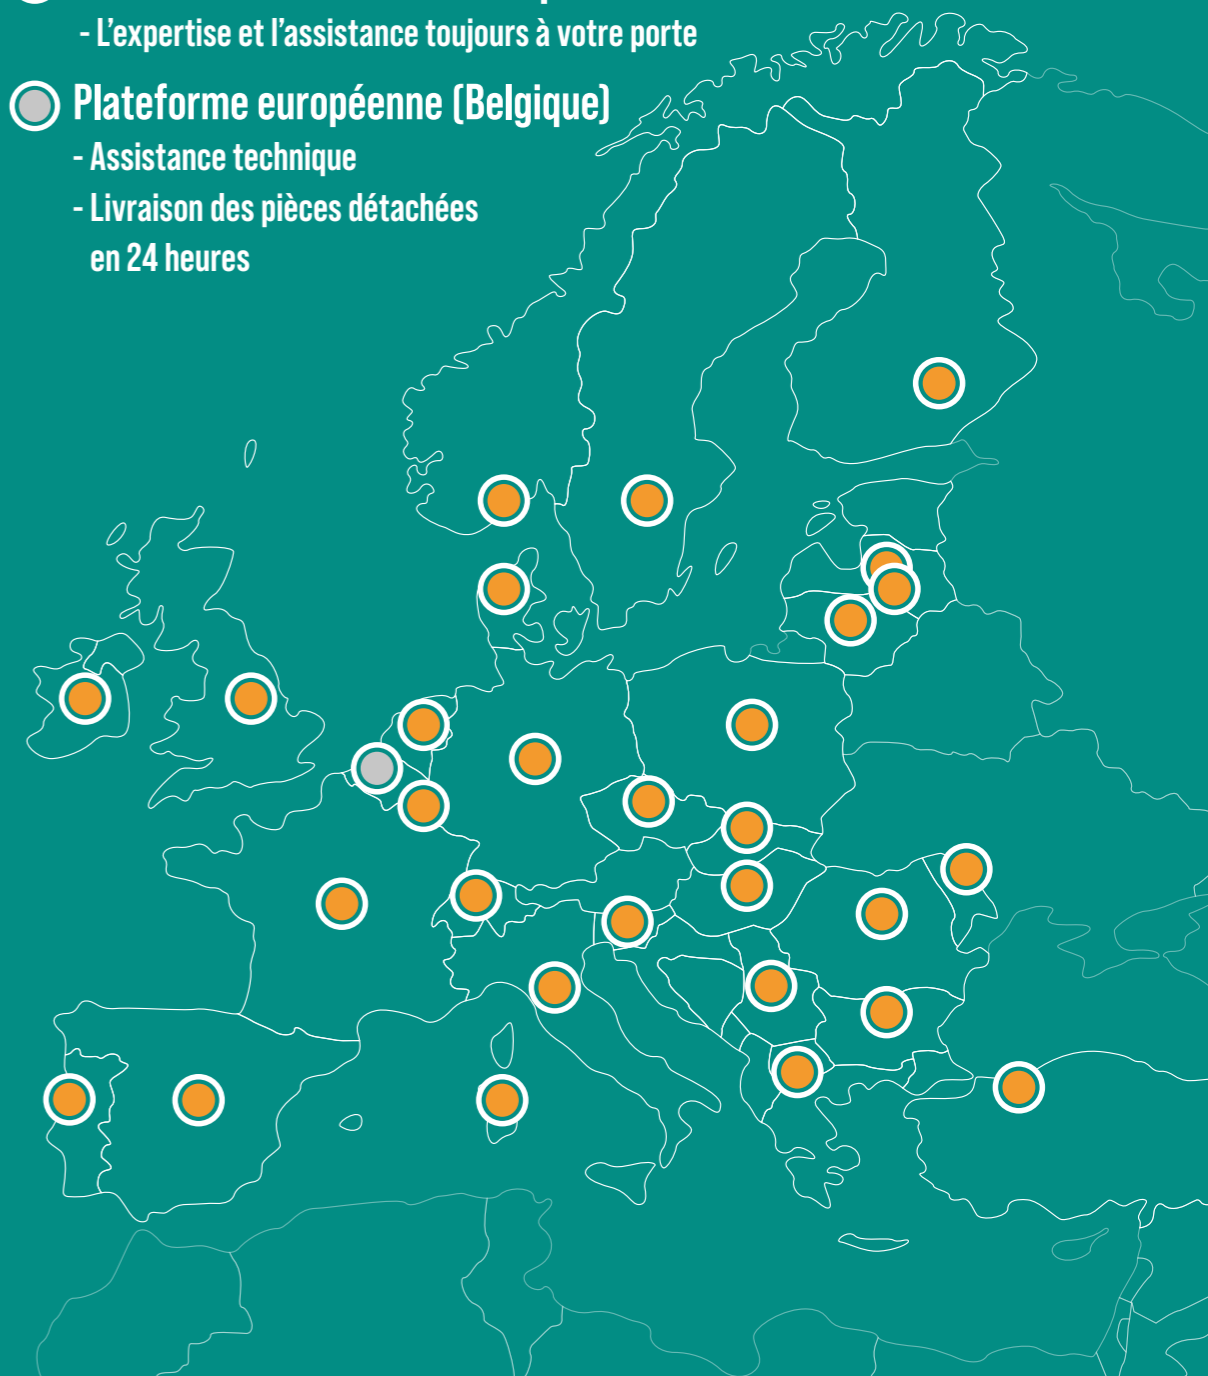 - L'expertise et l'assistance toujours à votre porte
Plateforme européenne (Belgique)
- Assistance technique
- Livraison des pièces détachées
en 24 heures